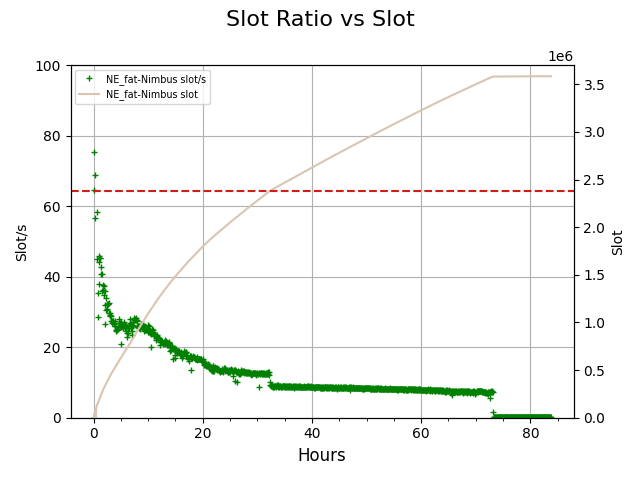 Slot Ratio vs Slot
1e6
NE_fat-Nimbus slot/s
NE_fat-Nimbus slot
100
80
60
40
20
0
Slot/s
3.5
3.0
2.5
2.0
1.5
1.0
0.5
0.0
Slot
0 20 40 60 80
Hours